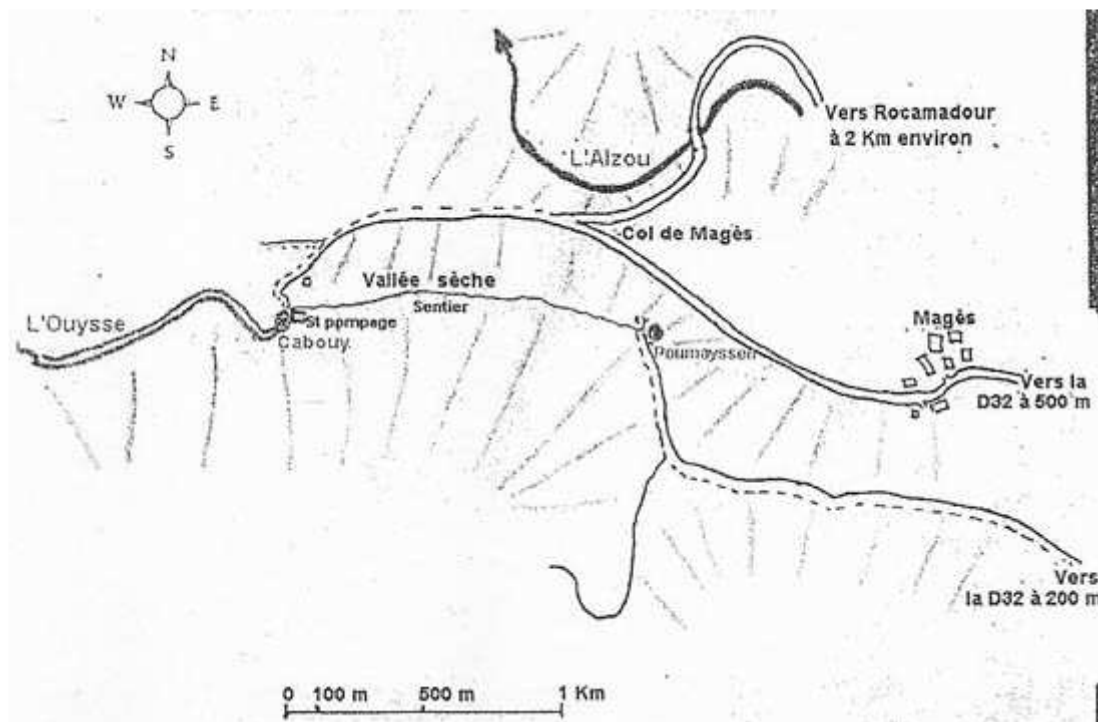 N
W E
S
Vers Rocamadour
à 2 Km environ
L'Alzou
Col de Magès
Vallée sèche
Sentier
L'Ouysse
St pompage
Cabouy
Poumayssen
Magès
Vers la
D32 à 500 m
Vers
la D32 à 200 m
0 100 m 500 m 1 Km